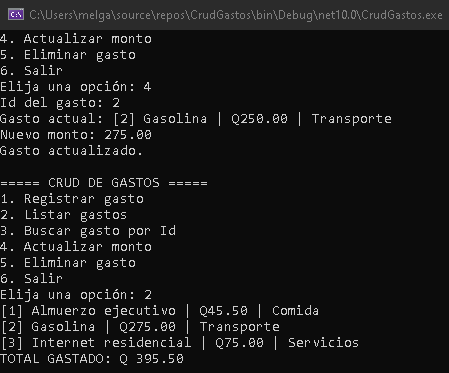 C:\Users\melga\source\repos\CrudGastos\bin\Debug\net10.0\CrudGastos.exe
4. Actualizar monto
5. Eliminar gasto
6. Salir
Elija una opción: 4
Id del gasto: 2
Gasto actual: [2] Gasolina | Q250.00 | Transporte
Nuevo monto: 275.00
Gasto actualizado.
===== CRUD DE GASTOS =====
1. Registrar gasto
2. Listar gastos
3. Buscar gasto por Id
4. Actualizar monto
5. Eliminar gasto
6. Salir
Elija una opción: 2
[1] Almuerzo ejecutivo | Q45.50 | Comida
[2] Gasolina | Q275.00 | Transporte
[3] Internet residencial | Q75.00 | Servicios
TOTAL GASTADO: Q 395.50